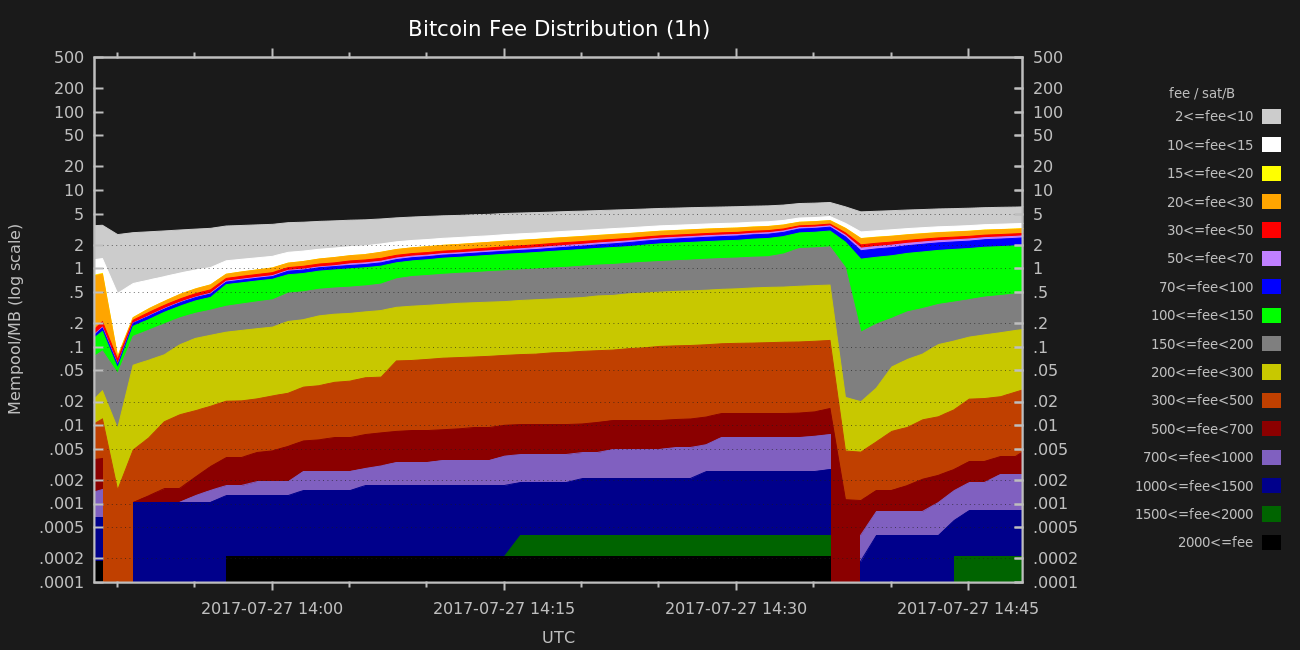 Bitcoin Fee Distribution (1h)
500
200
100
50
20
10
5
2
1
.5
.2
.1
.05
.02
.01
.005
.002
.001
.0005
.0002
.0001
Mempool/MB (log scale)
500
200
100
50
20
10
5
2
1
.5
.2
.1
.05
.02
.01
.005
.002
.001
.0005
.0002
.0001
2017-07-27 14:00
2017-07-27 14:15
2017-07-27 14:30
2017-07-27 14:45
UTC
fee / sat/B
2<=fee<10
10<=fee<15
15<=fee<20
20<=fee<30
30<=fee<50
50<=fee<70
70<=fee<100
100<=fee<150
150<=fee<200
200<=fee<300
300<=fee<500
500<=fee<700
700<=fee<1000
1000<=fee<1500
1500<=fee<2000
2000<=fee